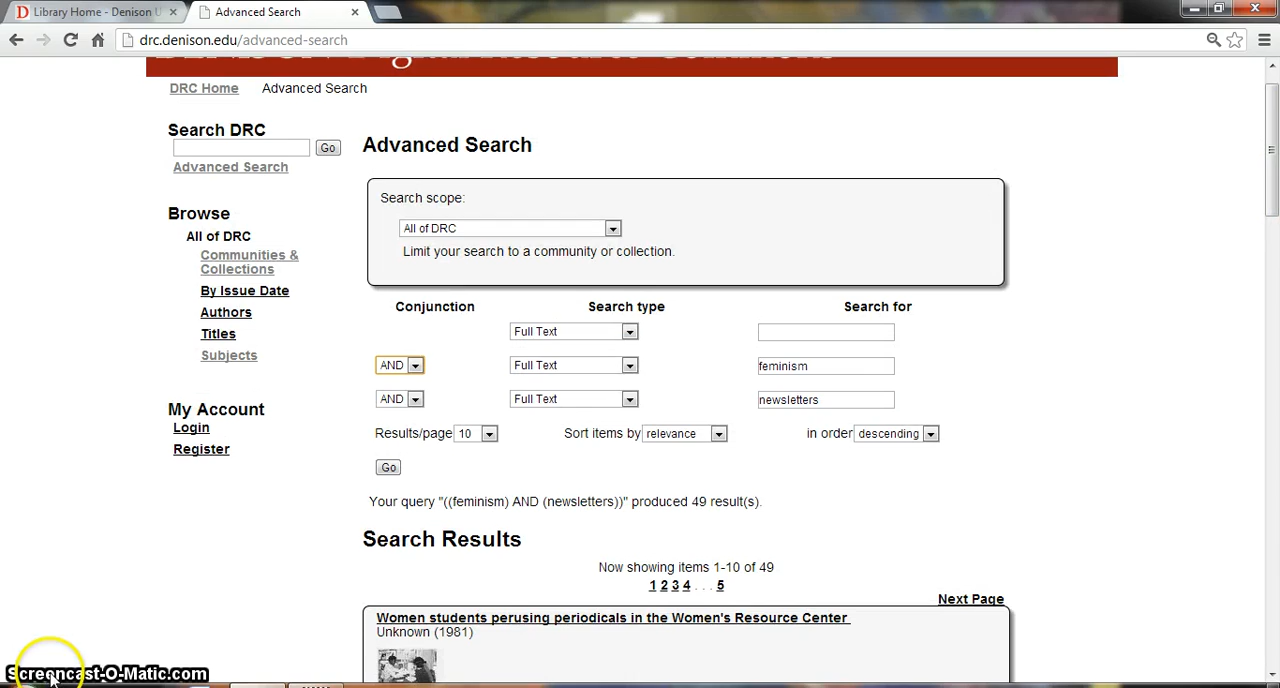 Library Home - Denison U
Advanced Search
drc.denison.edu/advanced-search
DRC Home Advanced Search
Search DRC
Go
Advanced Search
Browse
All of DRC
Communities &
Collections
By Issue Date
Authors
Titles
Subjects
My Account
Login
Register
Advanced Search
Search scope:
All of DRC
Limit your search to a community or collection.
Conjunction Search type Search for
Full Text
AND Full Text feminism
AND Full Text newsletters
Results/page 10 Sort items by relevance in order descending
Go
Your query "((feminism) AND (newsletters))" produced 49 result(s).
Search Results
Now showing items 1-10 of 49
1 2 3 4 . . . 5
Next Page
Women students perusing periodicals in the Women's Resource Center
Unknown (1981)
Screencast-O-Matic.com